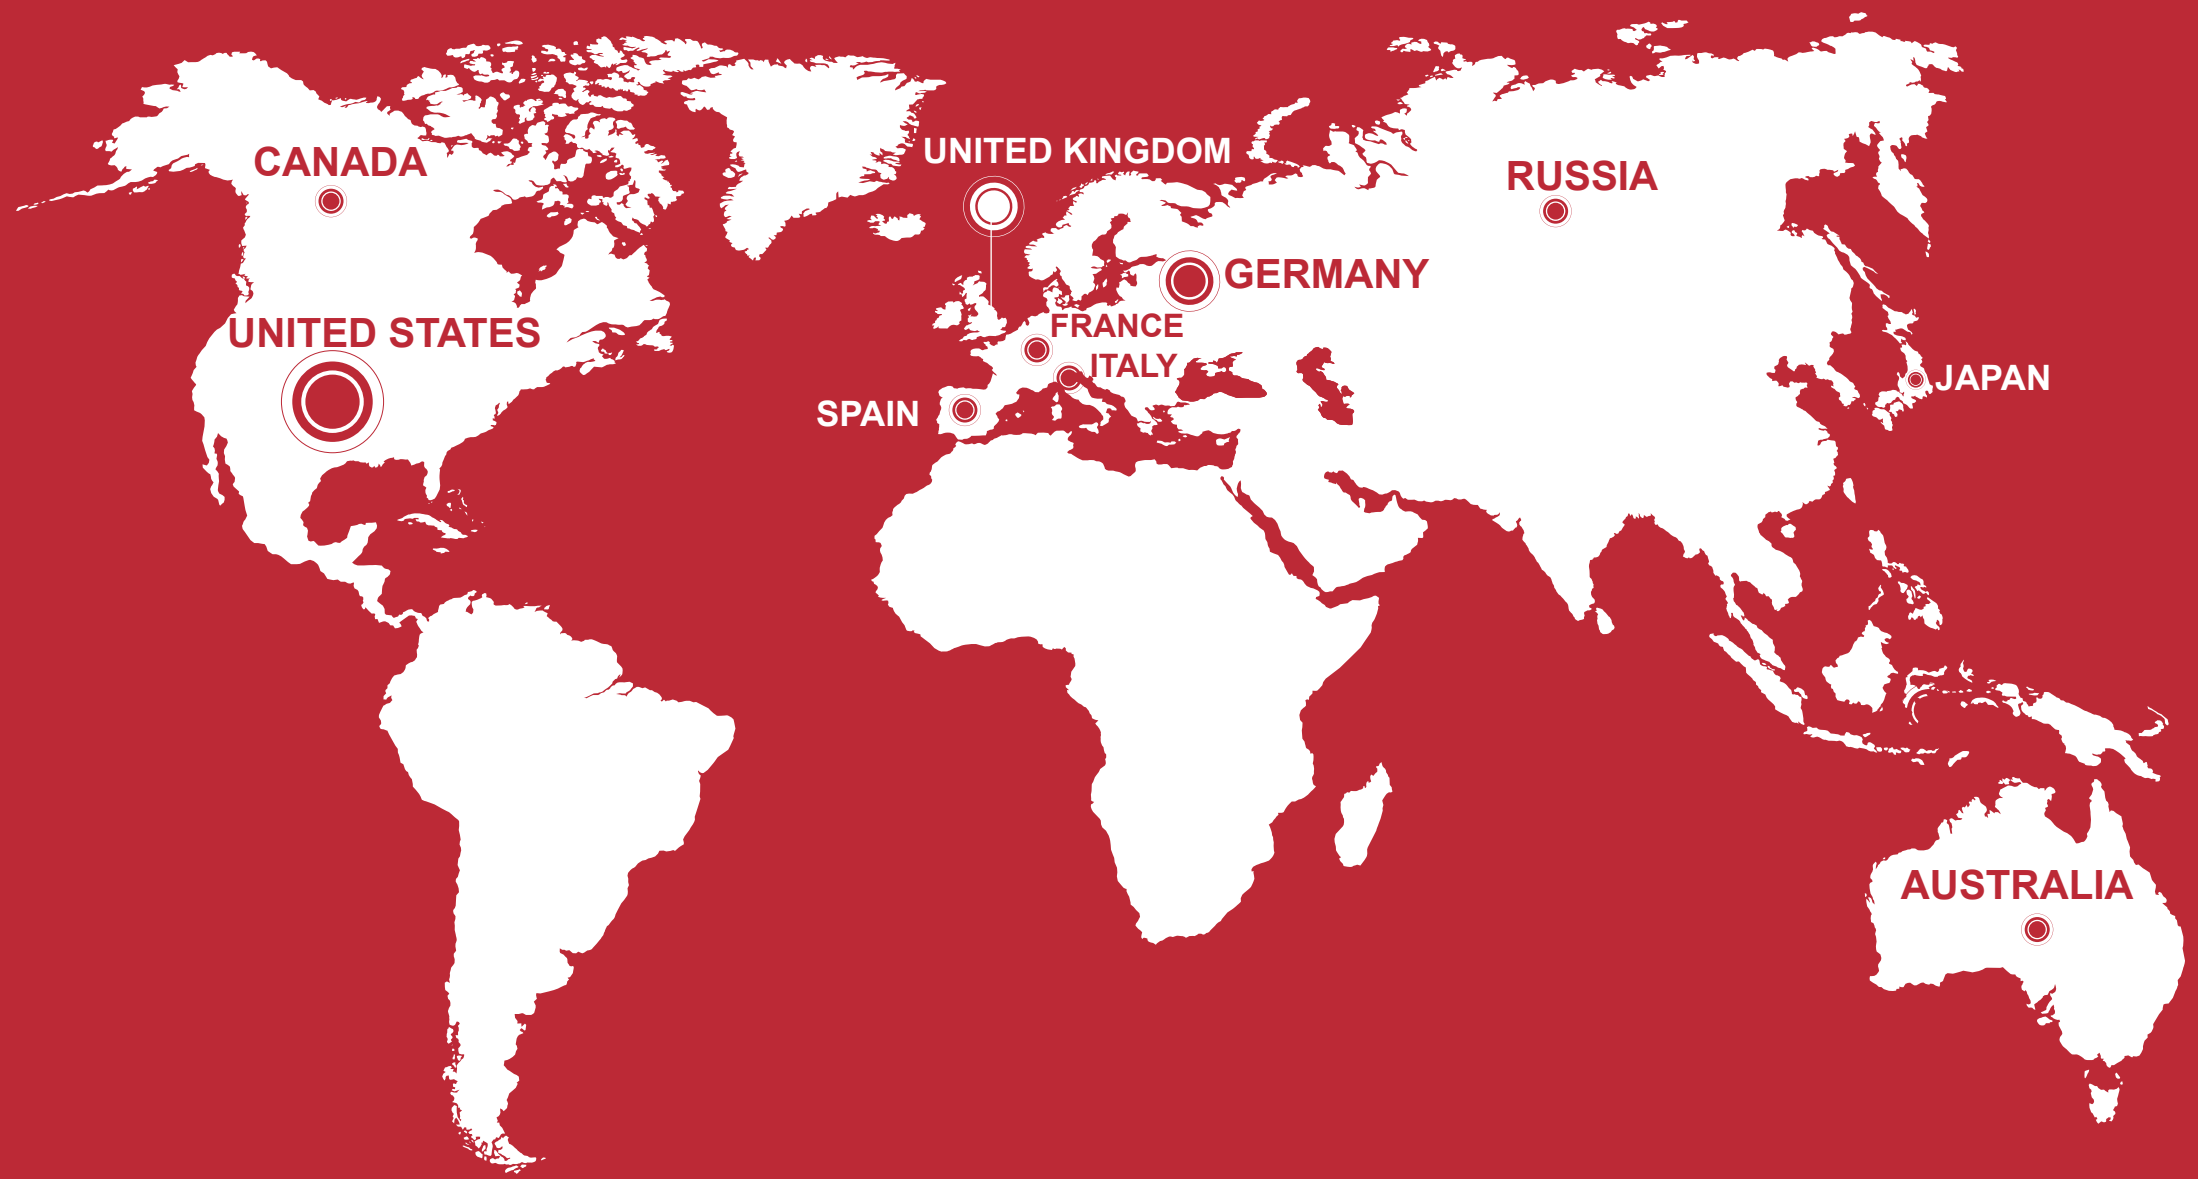 UNITED KINGDOM
CANADA
RUSSIA
GERMANY
FRANCE
UNITED STATES
ITALY
JAPAN
SPAIN
AUSTRALIA